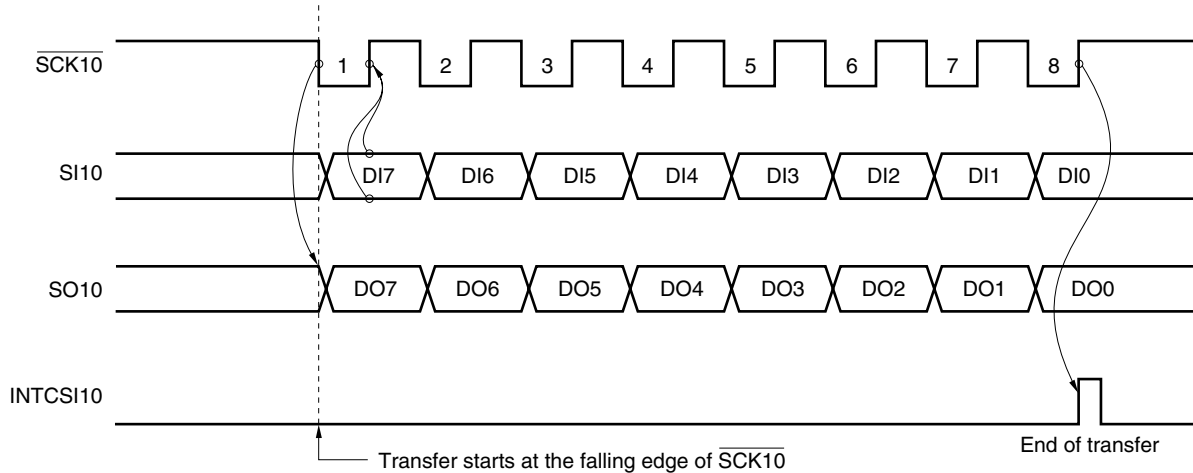 SCK10 1 2 3 4 5 6 7 8
SI10 DI7 DI6 DI5 DI4 DI3 DI2 DI1 DI0
SO10 DO7 DO6 DO5 DO4 DO3 DO2 DO1 DO0
INTCSI10
End of transfer
Transfer starts at the falling edge of SCK10